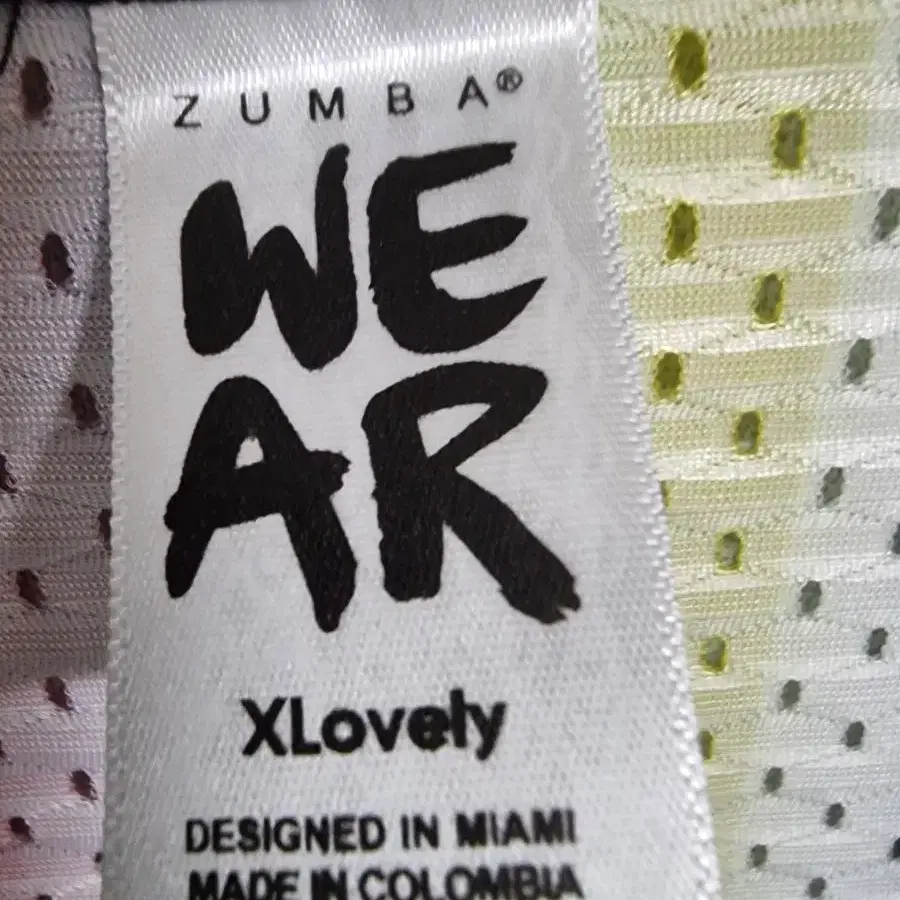 ZUMBA®
WE
AR
XLovely
DESIGNED IN MIAMI
MADE IN COLOMBIA